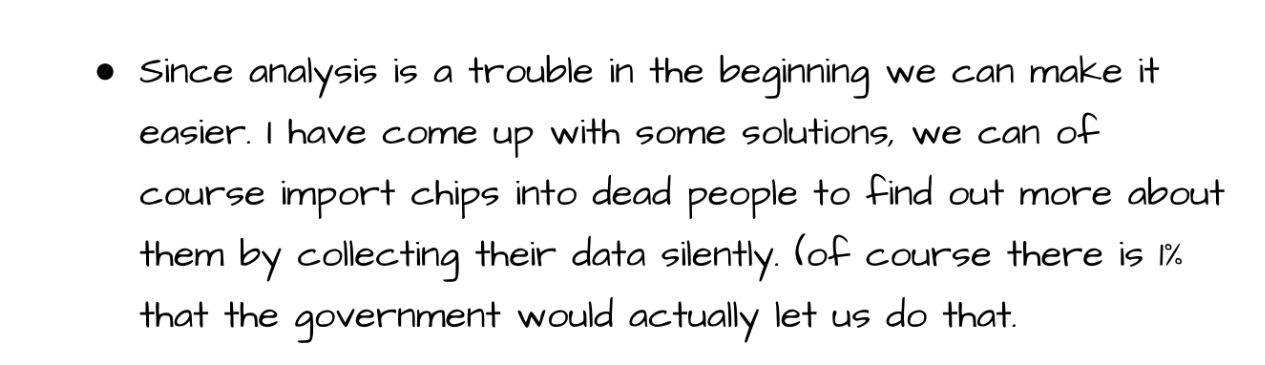 • Since analysis is a trouble in the beginning we can make it
easier. I have come up with some solutions, we can of
course import chips into dead people to find out more about
them by collecting their data silently. (of course there is 1%
that the government would actually let us do that.